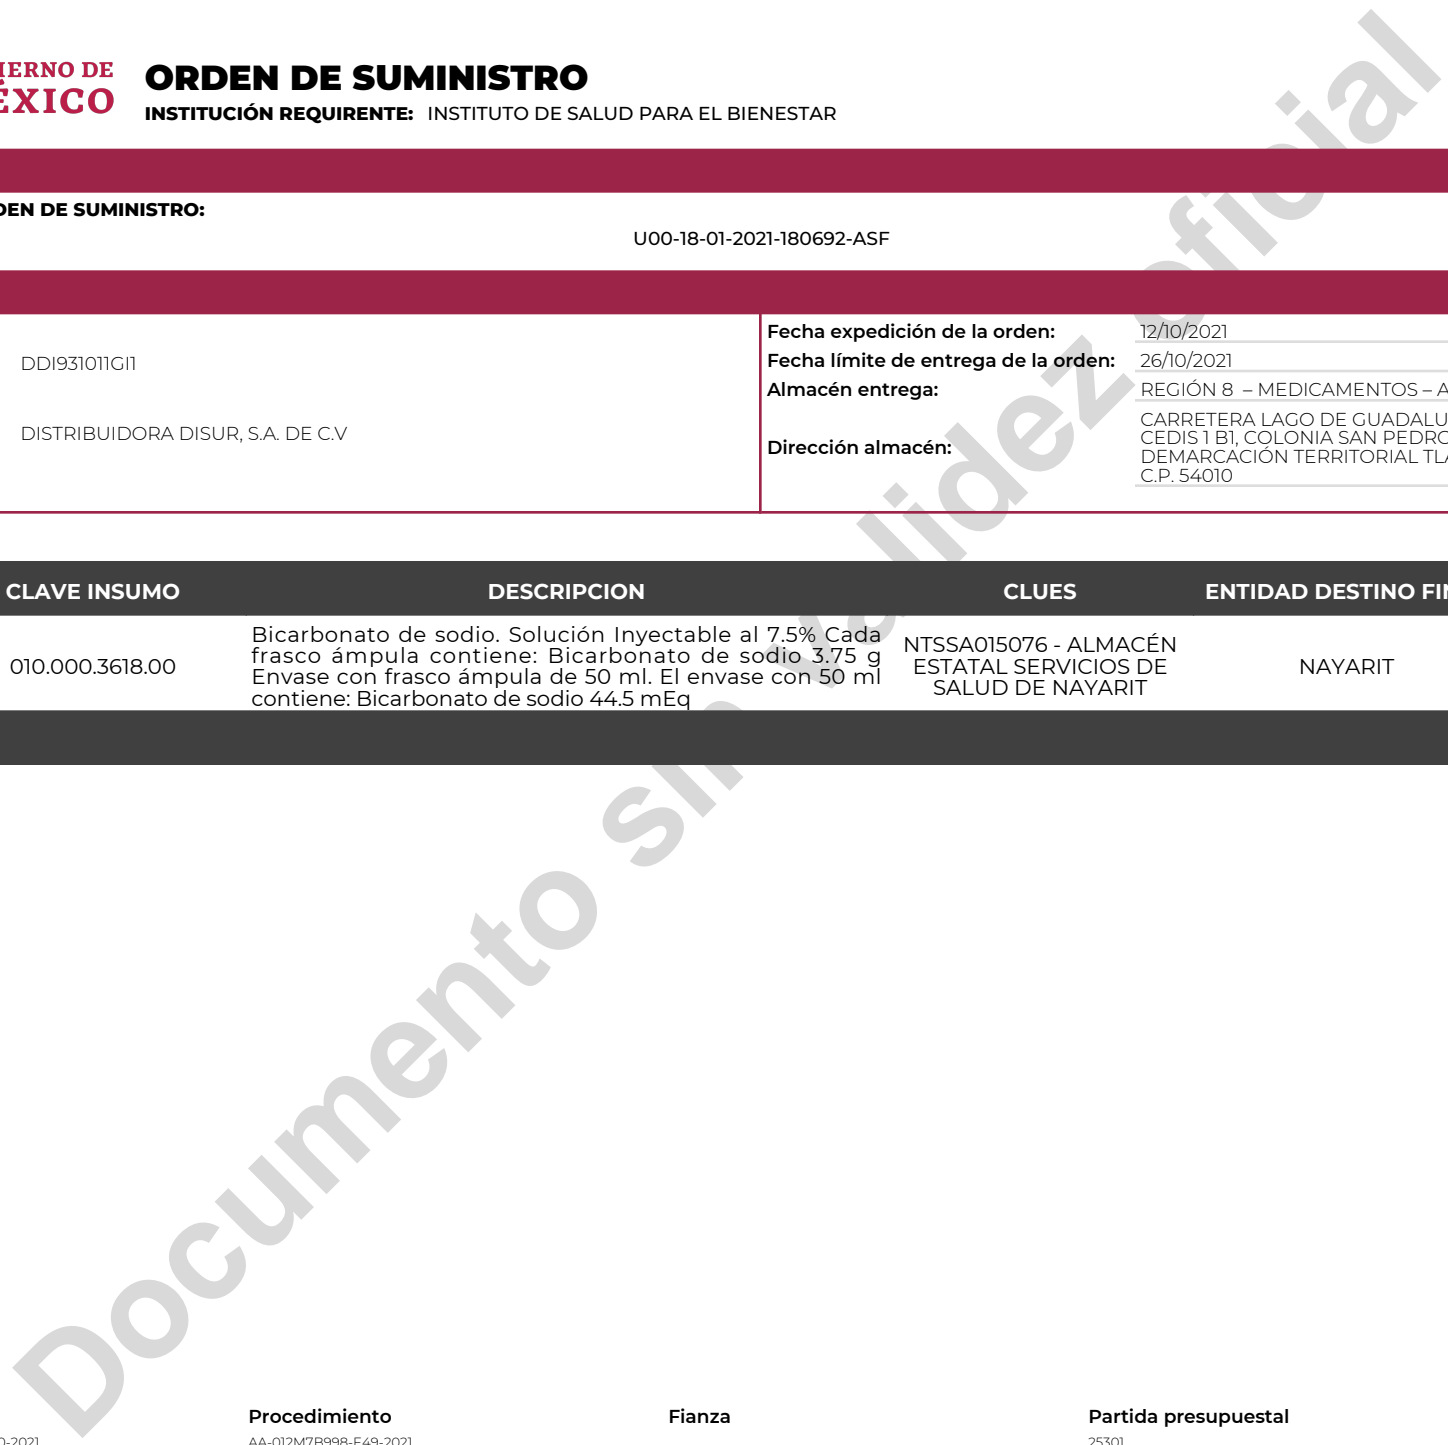 ORDEN DE SUMINISTRO
INSTITUCIÓN REQUIRENTE: INSTITUTO DE SALUD PARA EL BIENESTAR
DE
MÉXICO
DE SUMINISTRO:
U00-18-01-2021-180692-ASF
DDI931011GI1
DISTRIBUIDORA DISUR, S.A. DE C.V
Fecha expedición de la orden: 12/10/2021
Fecha límite de entrega de la orden: 26/10/2021
Almacén entrega: REGIÓN 8 – MEDICAMENTOS –
Dirección almacén:
CARRETERA LAGO DE
CEDIS 1 B1, COLONIA SAN PEDRO
DEMARCACIÓN TERRITORIAL
C.P. 54010
CLAVE INSUMO DESCRIPCION CLUES ENTIDAD DESTINO
010.000.3618.00
Bicarbonato de sodio. Solución Inyectable al 7.5% Cada
frasco ámpula contiene: Bicarbonato de sodio 3.75 g
Envase con frasco ámpula de 50 ml. El envase con 50 ml
contiene: Bicarbonato de sodio 44.5 mEq
NTSSA015076 - ALMACÉN
ESTATAL SERVICIOS DE
SALUD DE NAYARIT
NAYARIT
Documento sin validez oficial
Procedimiento Fianza Partida presupuestal
AA-012M7B998-E49-2021 25301